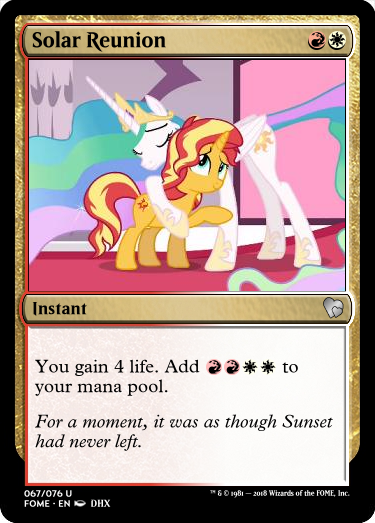 Solar Reunion
Instant
You gain 4 life. Add to
your mana pool.
For a moment, it was as though Sunset
had never left.
067/076 U
FOME • EN DHX
™ & © 1981 — 2018 Wizards of the FOME, Inc.